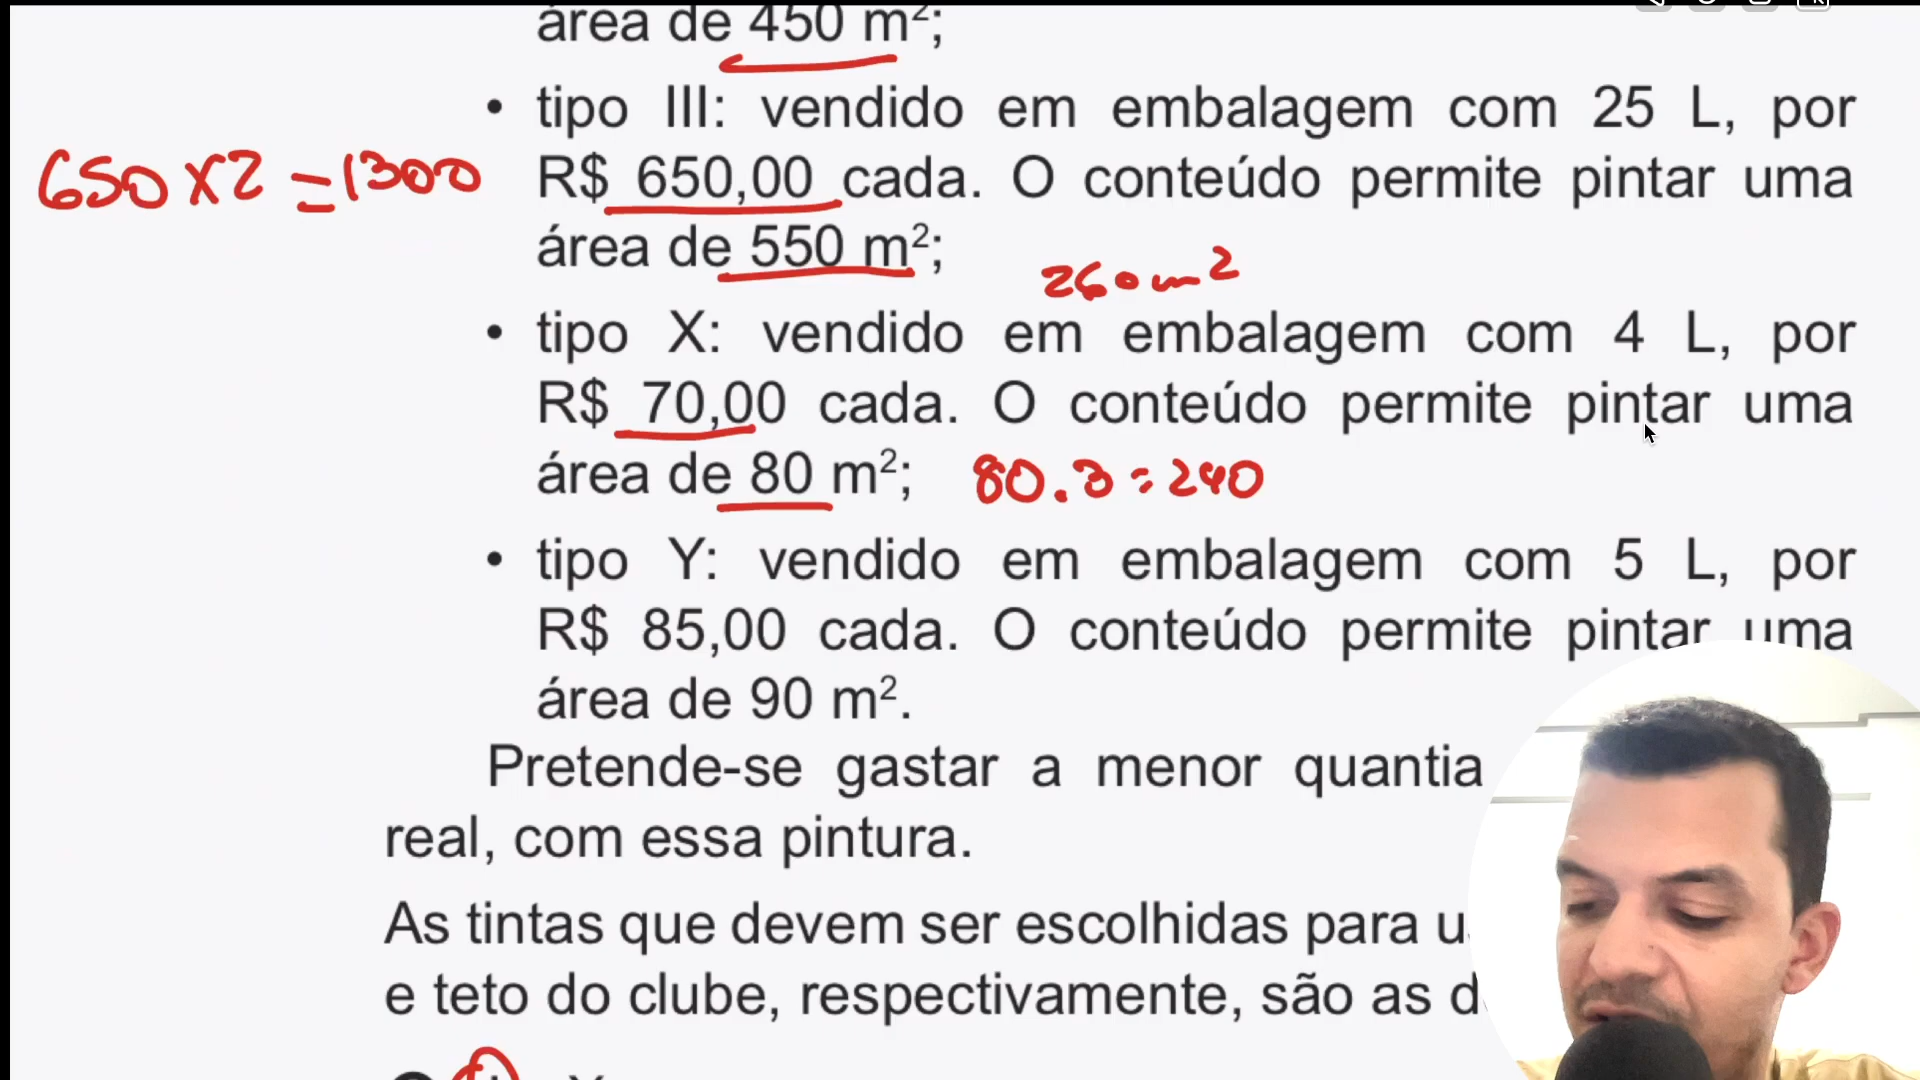 área de 450 m²;
• tipo III: vendido em embalagem com 25 L, por
650 X 2 = 1300
R$ 650,00 cada. O conteúdo permite pintar uma
área de 550 m²;
260 m²
• tipo X: vendido em embalagem com 4 L, por
R$ 70,00 cada. O conteúdo permite pintar uma
área de 80 m²; 80.3 = 240
• tipo Y: vendido em embalagem com 5 L, por
R$ 85,00 cada. O conteúdo permite pintar uma
área de 90 m².
Pretende-se gastar a menor quantia
real, com essa pintura.
As tintas que devem ser escolhidas para
e teto do clube, respectivamente, são as